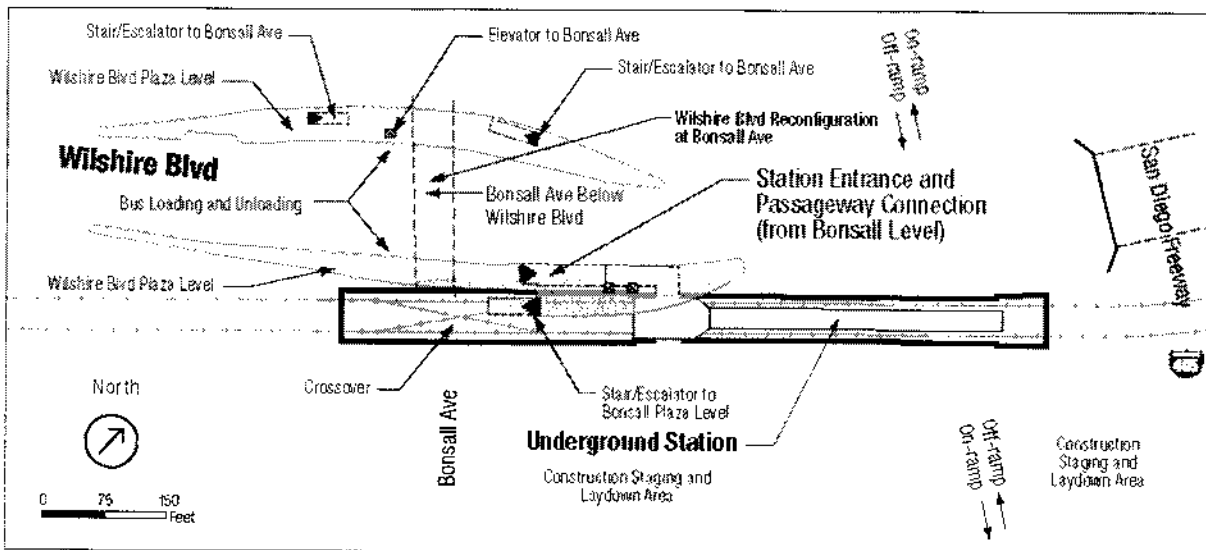 Stair/Escalator to Bonsall Ave
Elevator to Bonsall Ave
Wilshire Blvd Plaza Level
Stair/Escalator to Bonsall Ave
Off-ramp
On-ramp
Wilshire Blvd Reconfiguration
at Bonsall Ave
Wilshire Blvd
Station Entrance and
Passageway Connection
(from Bonsall Level)
Bonsall Ave Below
Wilshire Blvd
Bus Loading and Unloading
San Diego Freeway
Wilshire Blvd Plaza Level
North
Crossover
Bonsall Ave
Stair/Escalator to
Bonsall Plaza Level
Underground Station
Construction Staging and
Laydown Area
On-ramp
Off-ramp
Construction
Staging and
Laydown Area
0 75 150
Feet